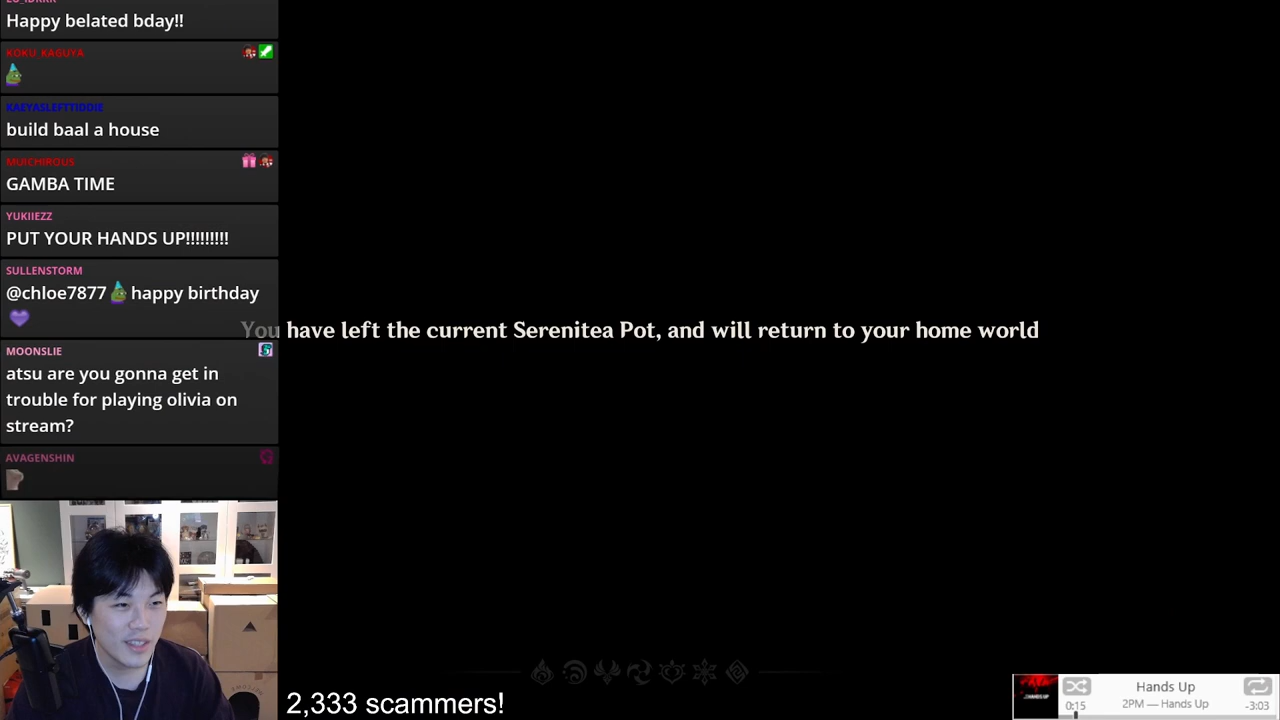 Happy belated bday!!
KOKU_KAGUYA
KAEYASLEFTTIDDIE
build baal a house
MUICHIROUS
GAMBA TIME
YUKIIEZZ
PUT YOUR HANDS UP!!!!!!!!!
SULLENSTORM
@chloe7877 happy birthday
You have left the current Serenitea Pot, and will return to your home world
MOONSLIE
atsu are you gonna get in
trouble for playing olivia on
stream?
AVAGENSHIN
2,333 scammers!
Hands Up
0:15
2PM — Hands Up
-3:03